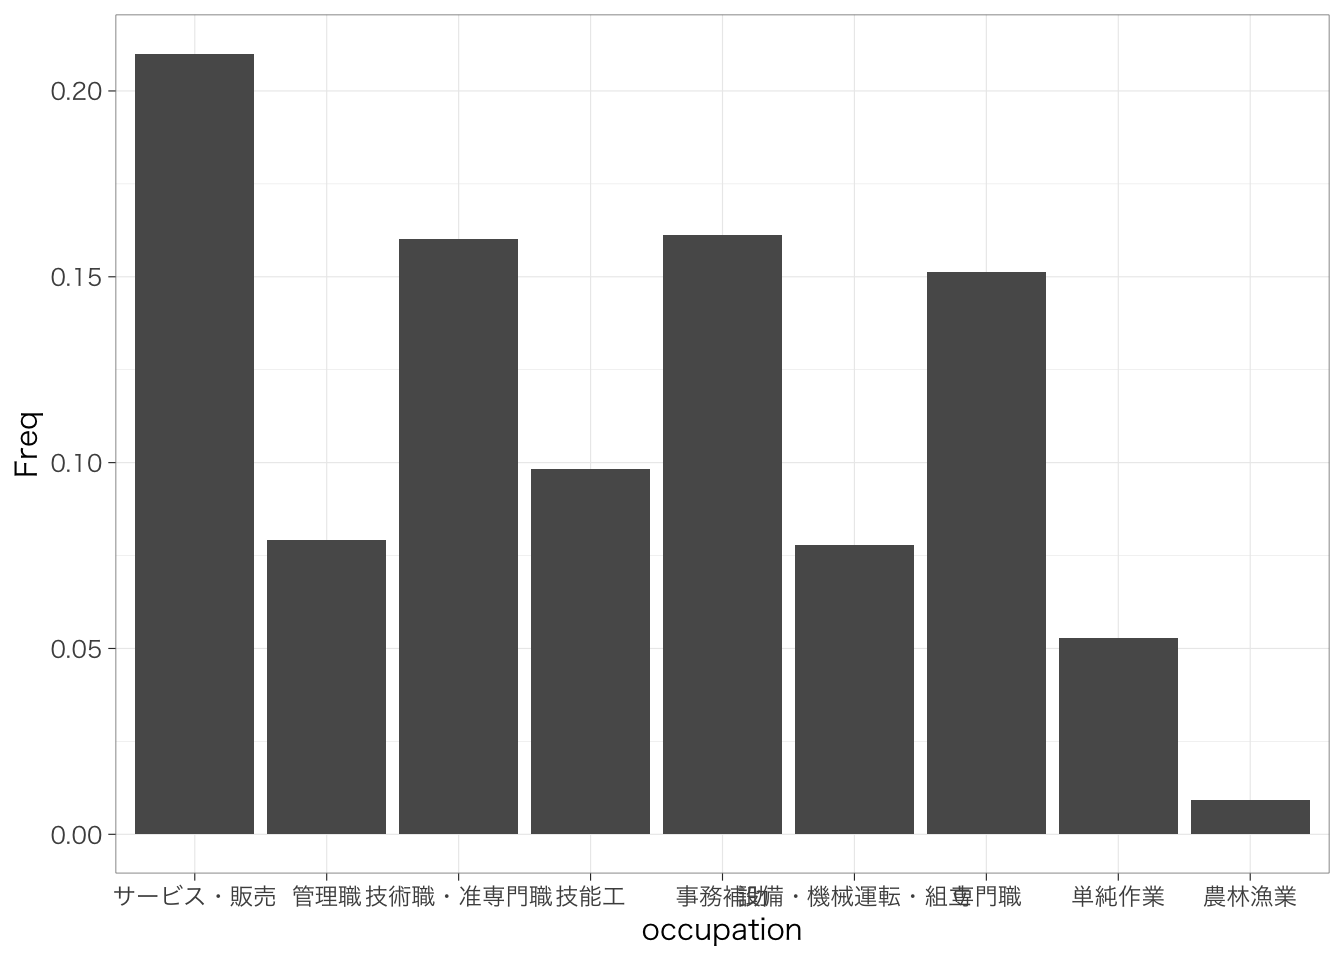 Freq
0.20
0.15
0.10
0.05
0.00
サービス・販売
管理職
技術職・准専門職
技能工
事務補助
設備・機械運転・組立
専門職
単純作業
農林漁業
occupation